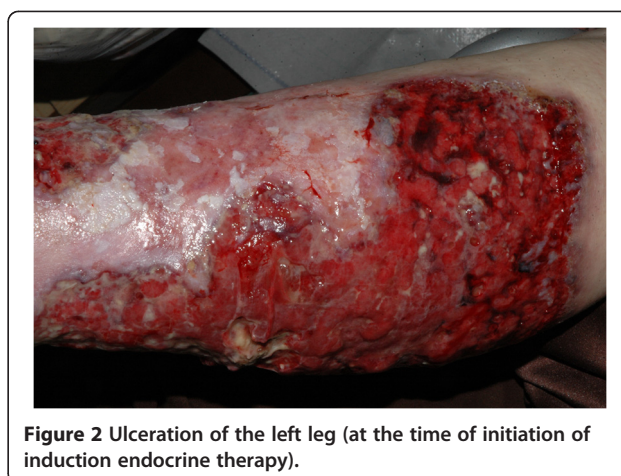 Figure 2 Ulceration of the left leg (at the time of initiation of
induction endocrine therapy).